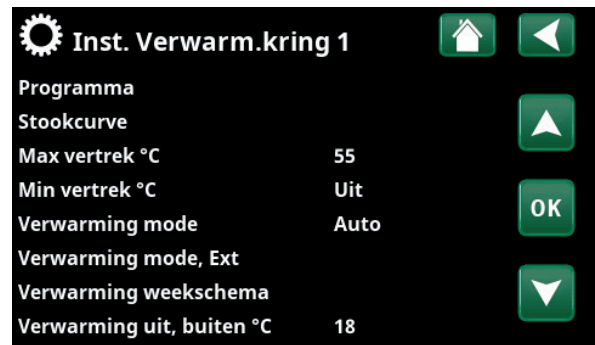 Inst. Verwarm.kring 1
Programma
Stookcurve
Max vertrek °C 55
Min vertrek °C Uit
Verwarming mode Auto
OK
Verwarming mode, Ext
Verwarming weekschema
Verwarming uit, buiten °C 18